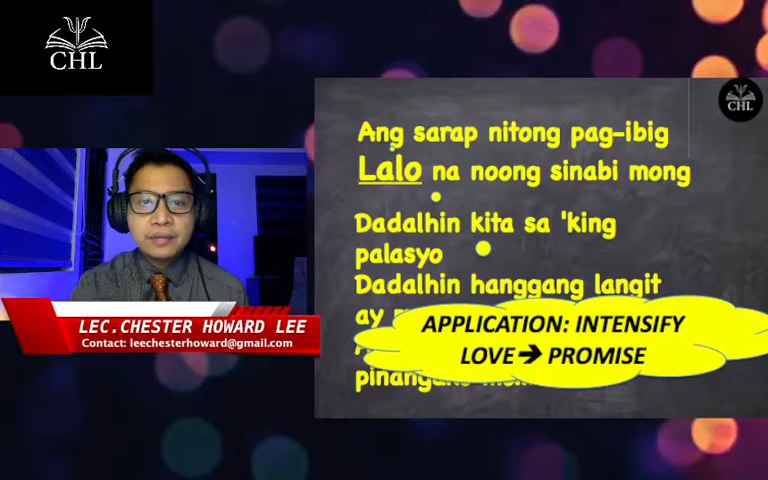 CHL
CHL
Ang sarap nitong pag-ibig
Lalo na noong sinabi mong
Dadalhin kita sa 'king
palasyo
Dadalhin hanggang langit
ay
APPLICATION: INTENSIFY
LOVE➔ PROMISE
LEC.CHESTER HOWARD LEE
Contact: leechesterhoward@gmail.com